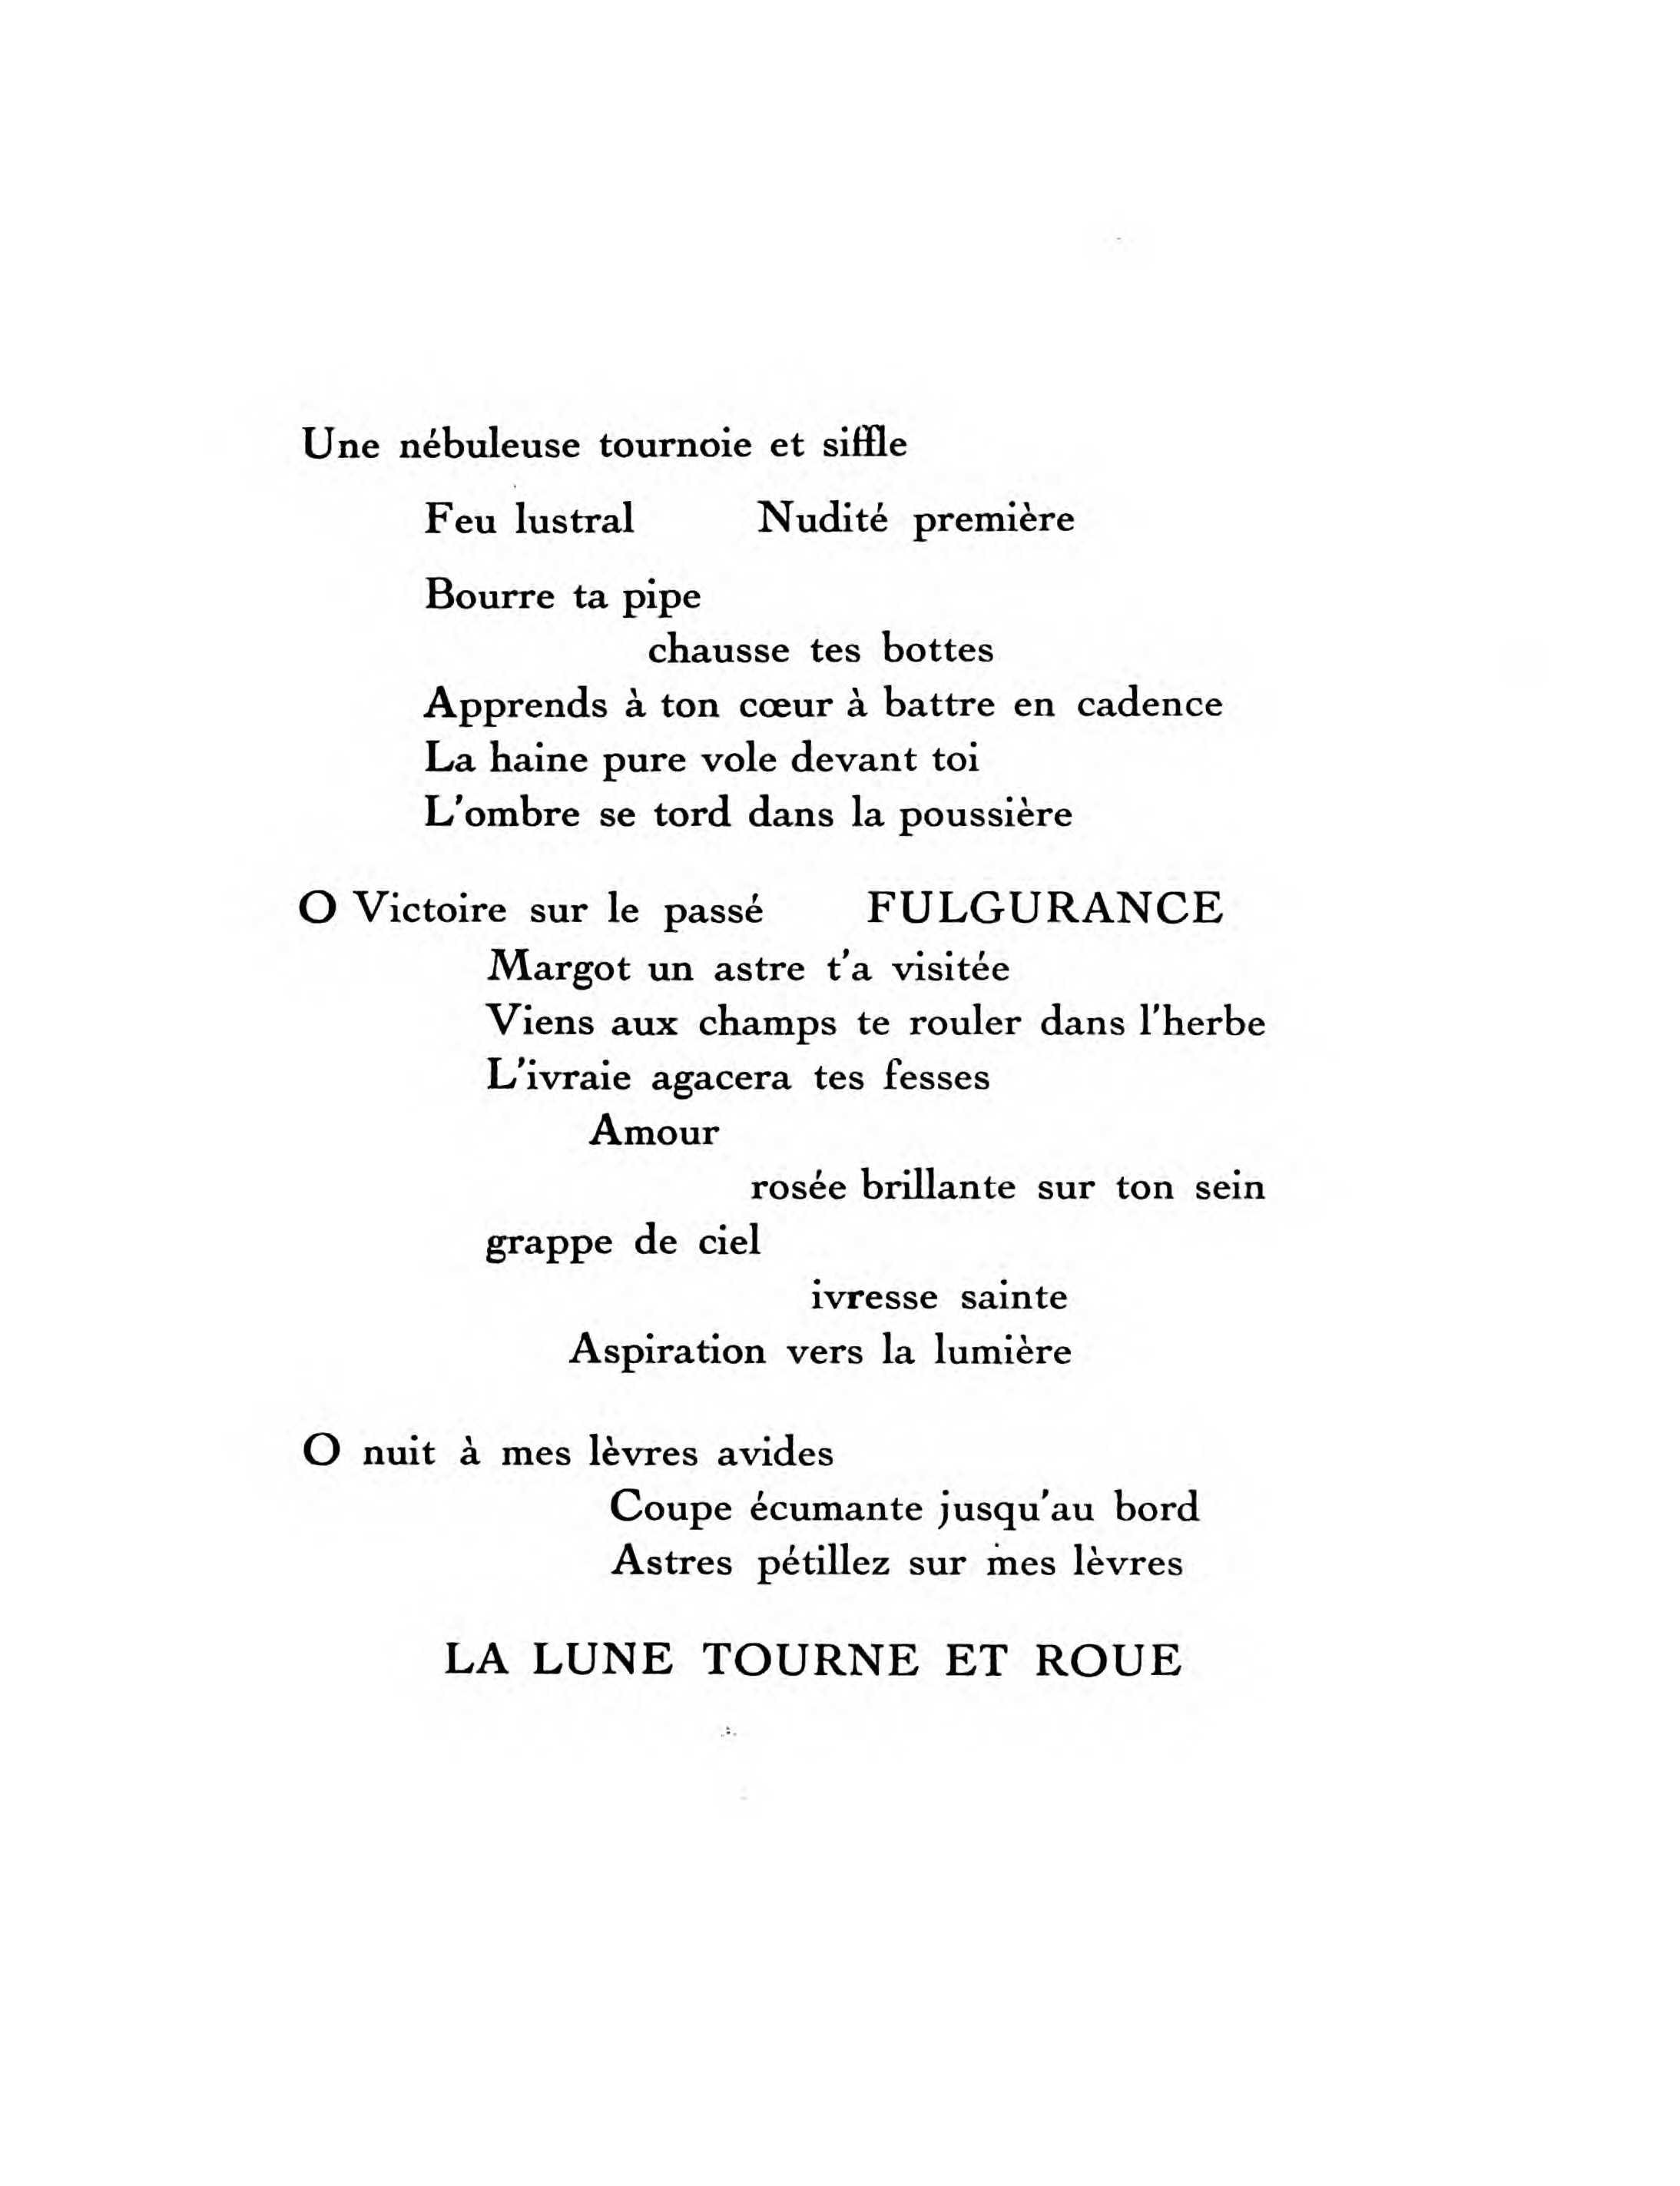 Une nébuleuse tournoie et siffle
Feu lustral Nudité première
Bourre ta pipe
chausse tes bottes
Apprends à ton cœur à battre en cadence
La haine pure vole devant toi
L'ombre se tord dans la poussière
O Victoire sur le passé FULGURANCE
Margot un astre t'a visitée
Viens aux champs te rouler dans l'herbe
L'ivraie agacera tes fesses
Amour
rosée brillante sur ton sein
grappe de ciel
ivresse sainte
Aspiration vers la lumière
O nuit à mes lèvres avides
Coupe écumante jusqu'au bord
Astres pétillez sur mes lèvres
LA LUNE TOURNE ET ROUE